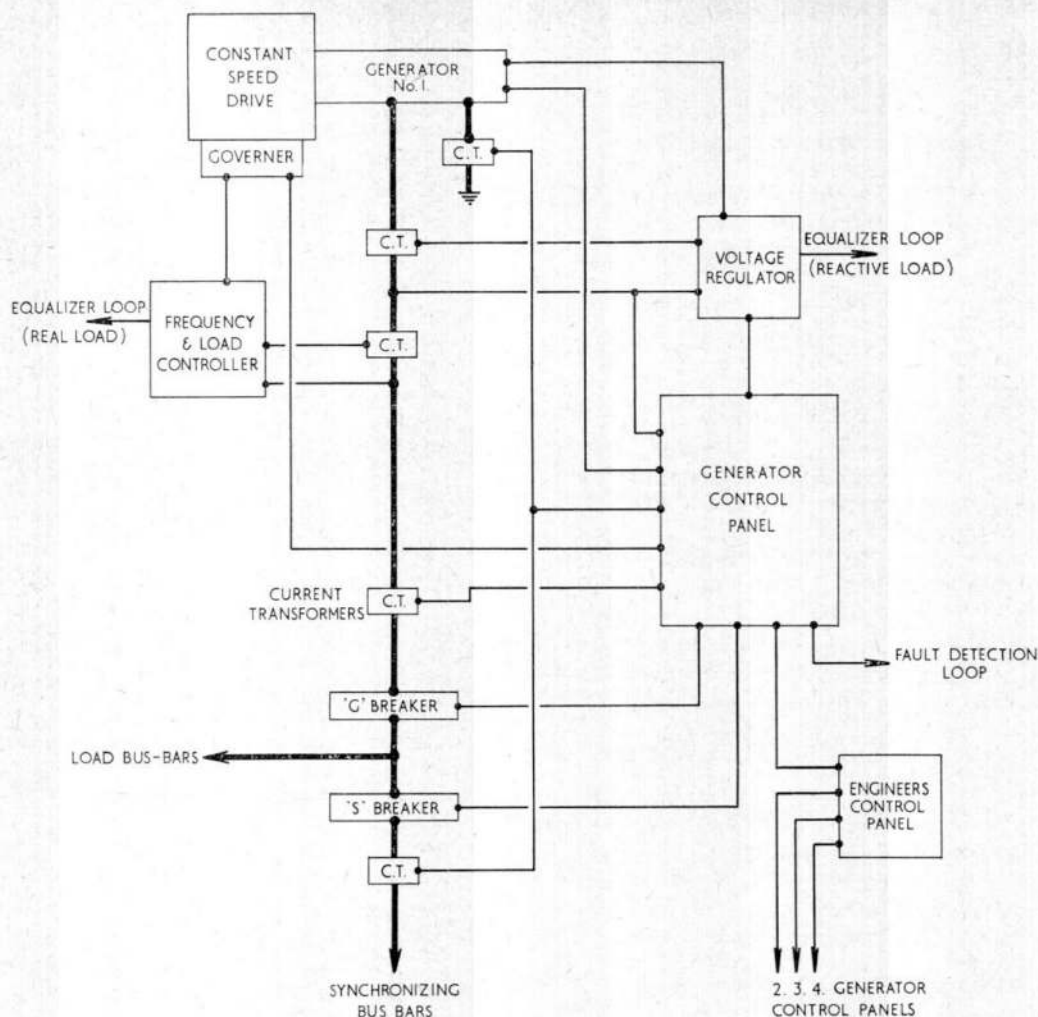 CONSTANT
SPEED
DRIVE
GENERATOR
No. 1.
GOVERNER
C.T.
C.T.
EQUALIZER LOOP
(REAL LOAD)
FREQUENCY
& LOAD
CONTROLLER
C.T.
VOLTAGE
REGULATOR
EQUALIZER LOOP
(REACTIVE LOAD)
GENERATOR
CONTROL
PANEL
CURRENT
TRANSFORMERS
C.T.
FAULT DETECTION
LOOP
"G" BREAKER
LOAD BUS-BARS
"S" BREAKER
ENGINEERS
CONTROL
PANEL
C.T.
SYNCHRONIZING
BUS BARS
2. 3. 4. GENERATOR
CONTROL PANELS